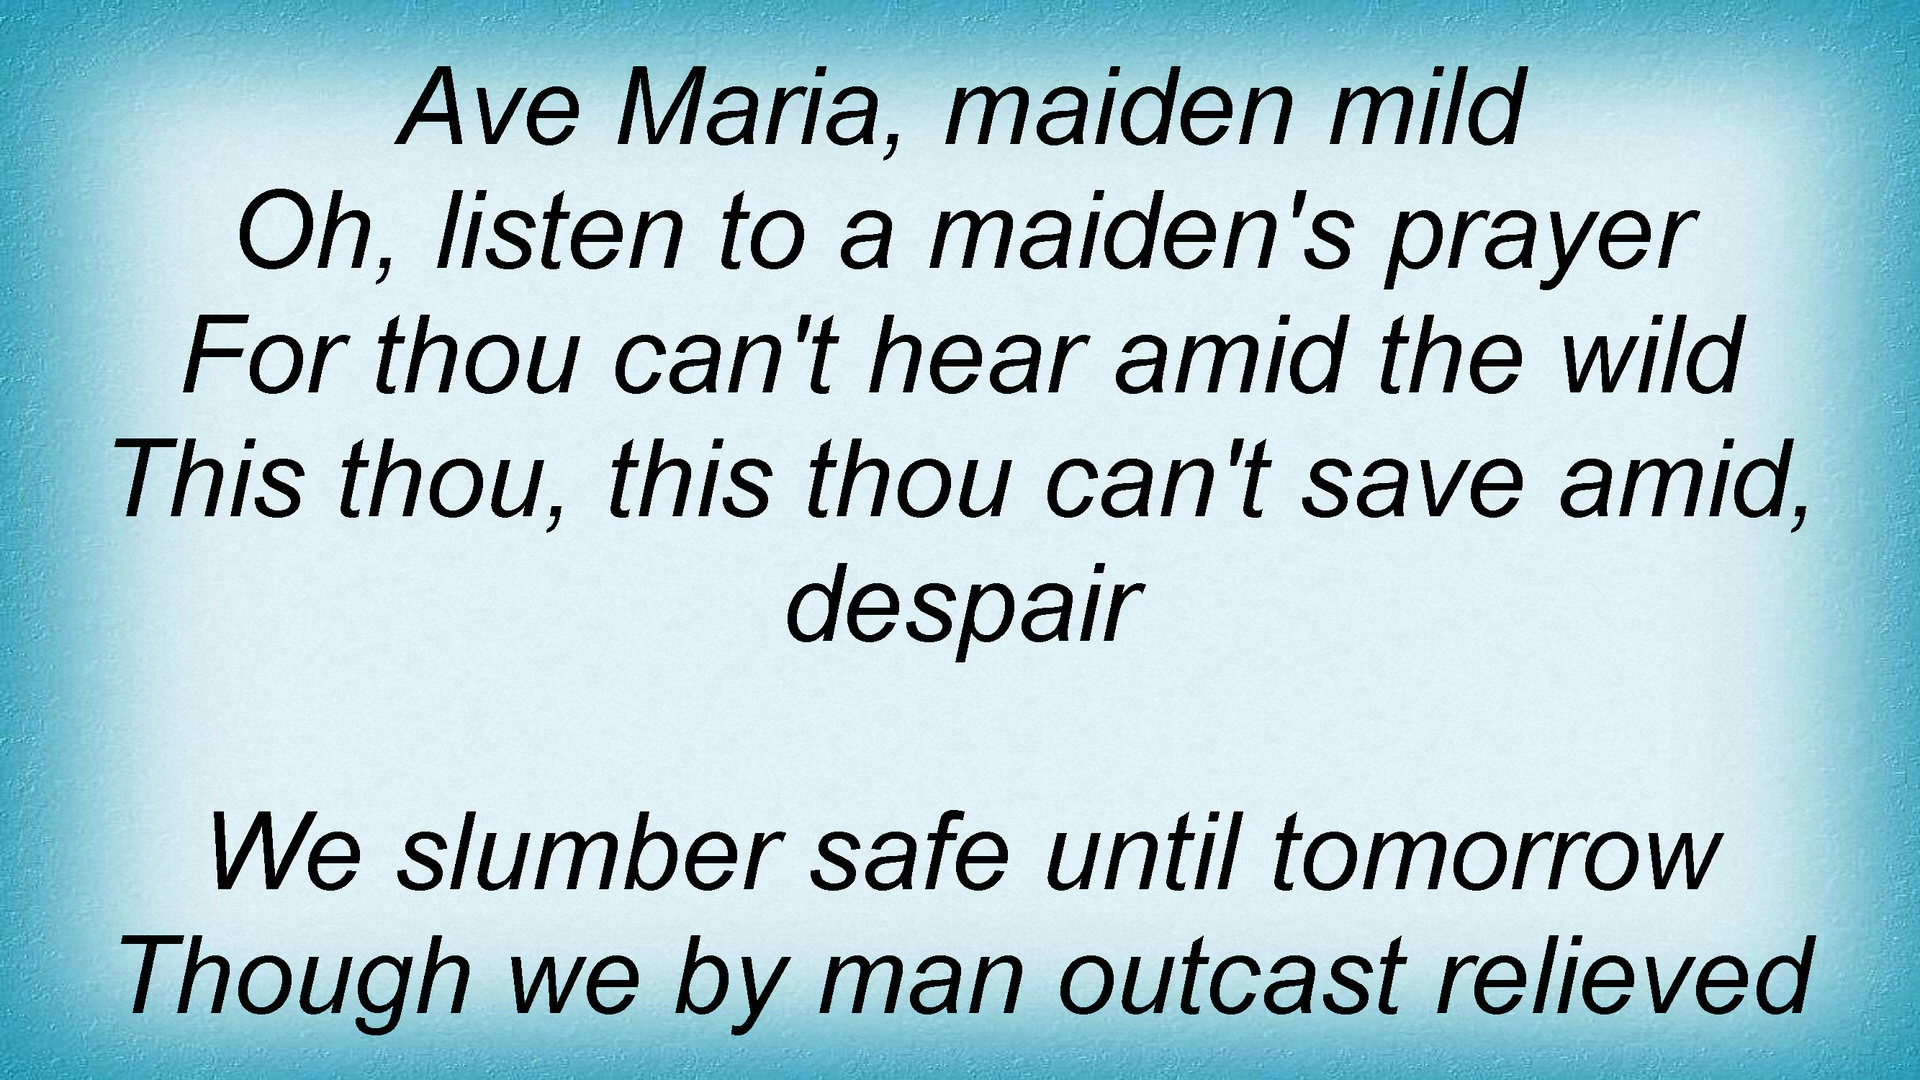 Ave Maria, maiden mild
Oh, listen to a maiden's prayer
For thou can't hear amid the wild
This thou, this thou can't save amid,
despair
We slumber safe until tomorrow
Though we by man outcast relieved